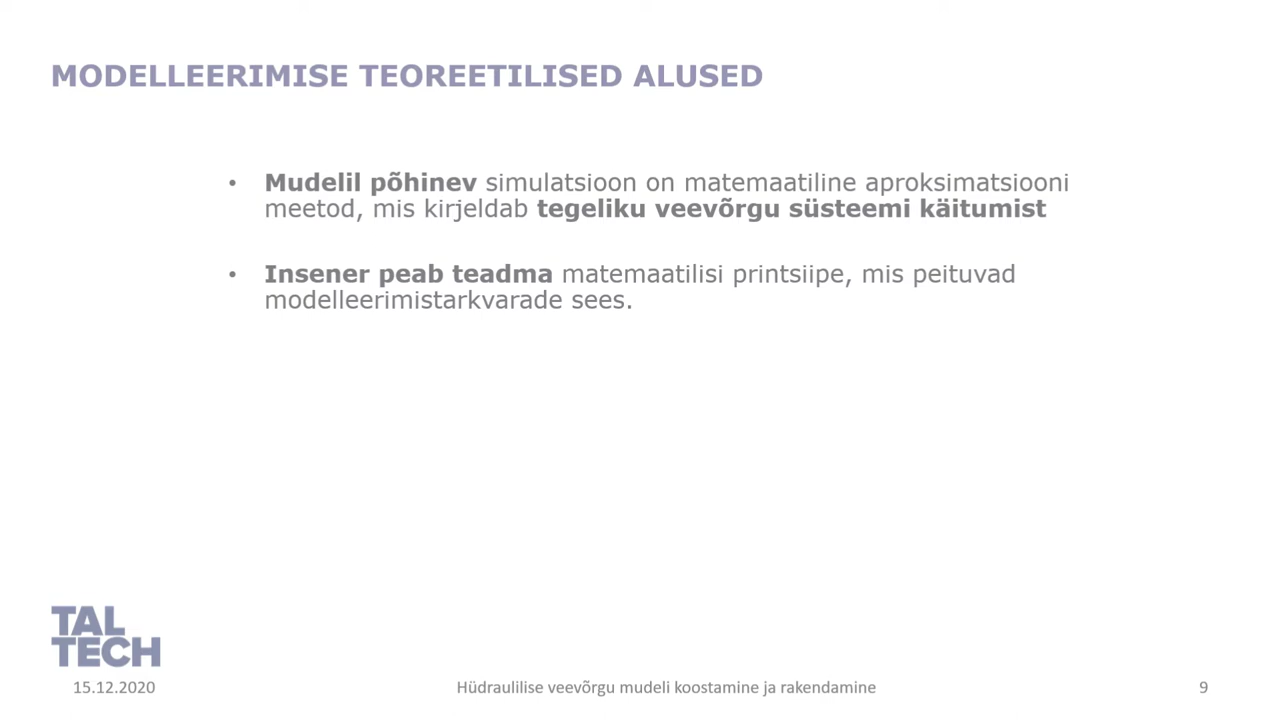 MODELLEERIMISE TEOREETILISED ALUSED
• Mudelil põhinev simulatsioon on matemaatiline aproksimatsiooni
meetod, mis kirjeldab tegeliku veevõrgu süsteemi käitumist
• Insener peab teadma matemaatilisi printsiipe, mis peituvad
modelleerimistarkvarade sees.
TAL
TECH
15.12.2020
Hüdraulilise veevõrgu mudeli koostamine ja rakendamine
9